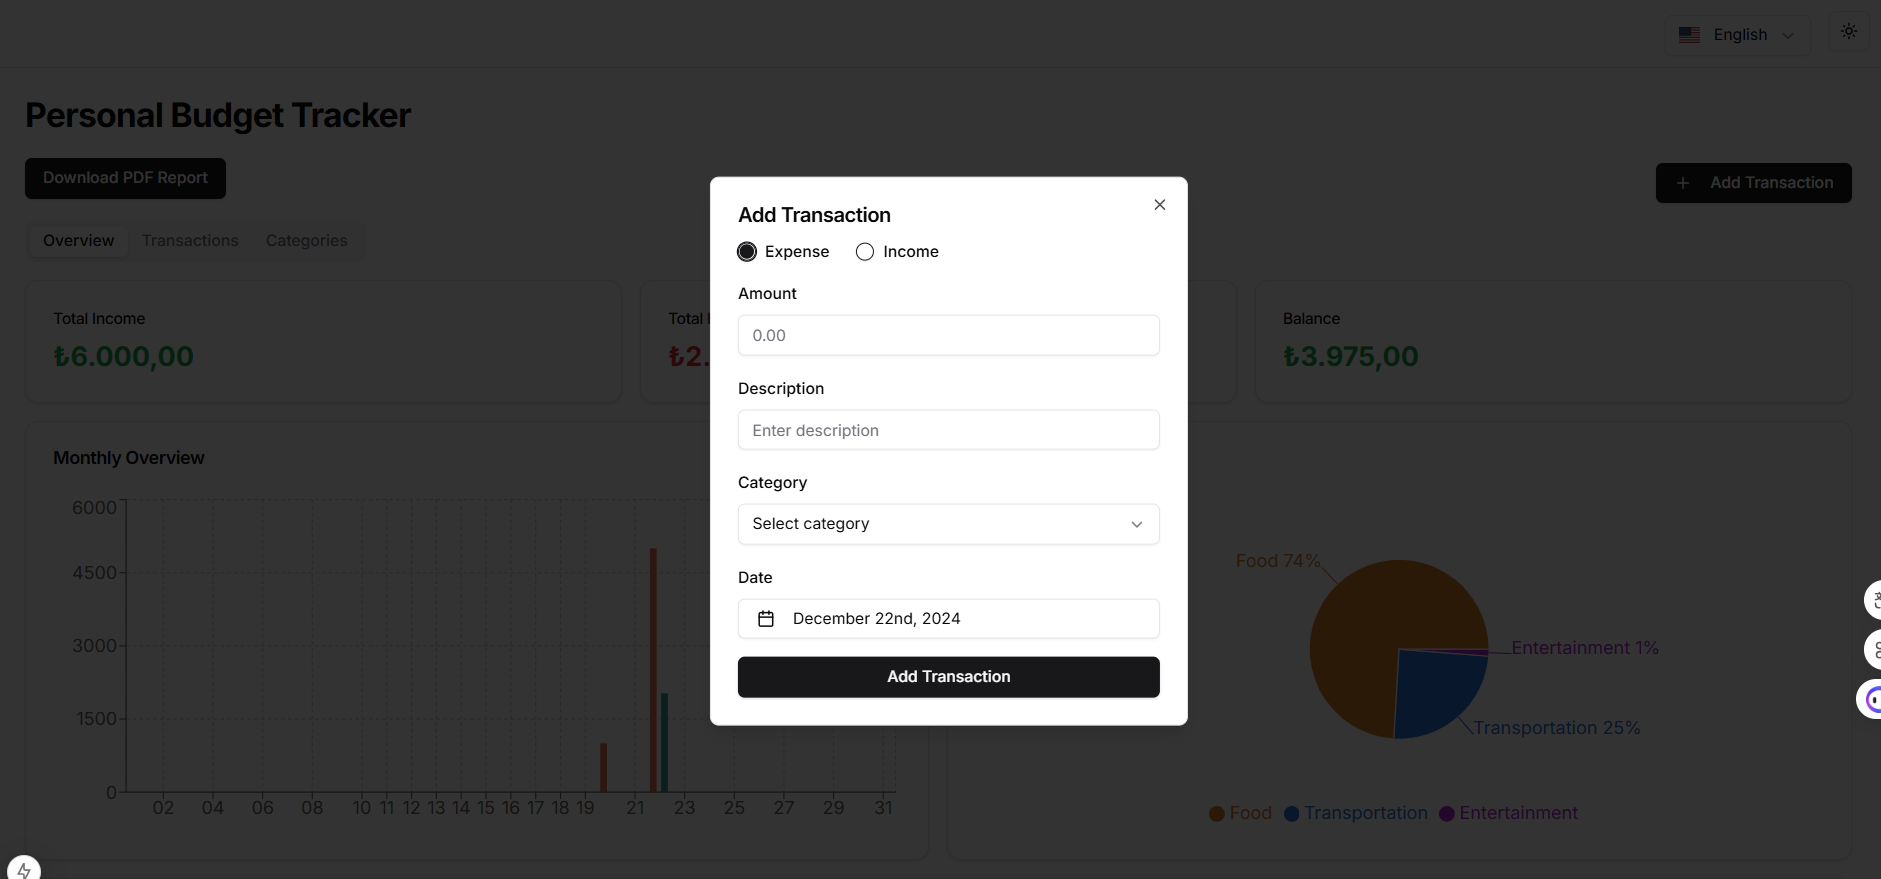 English
Personal Budget Tracker
Download PDF Report
+ Add Transaction
Overview Transactions Categories
Total Income
₺6.000,00
Total
₺2.
Balance
₺3.975,00
Monthly Overview
6000
4500
3000
1500
0
02 04 06 08 10 11 12 13 14 15 16 17 18 19 21 23 25 27 29 31
Add Transaction
Expense Income
Amount
0.00
Description
Enter description
Category
Select category
Date
December 22nd, 2024
Add Transaction
Food 74%
Entertainment 1%
Transportation 25%
Food Transportation Entertainment